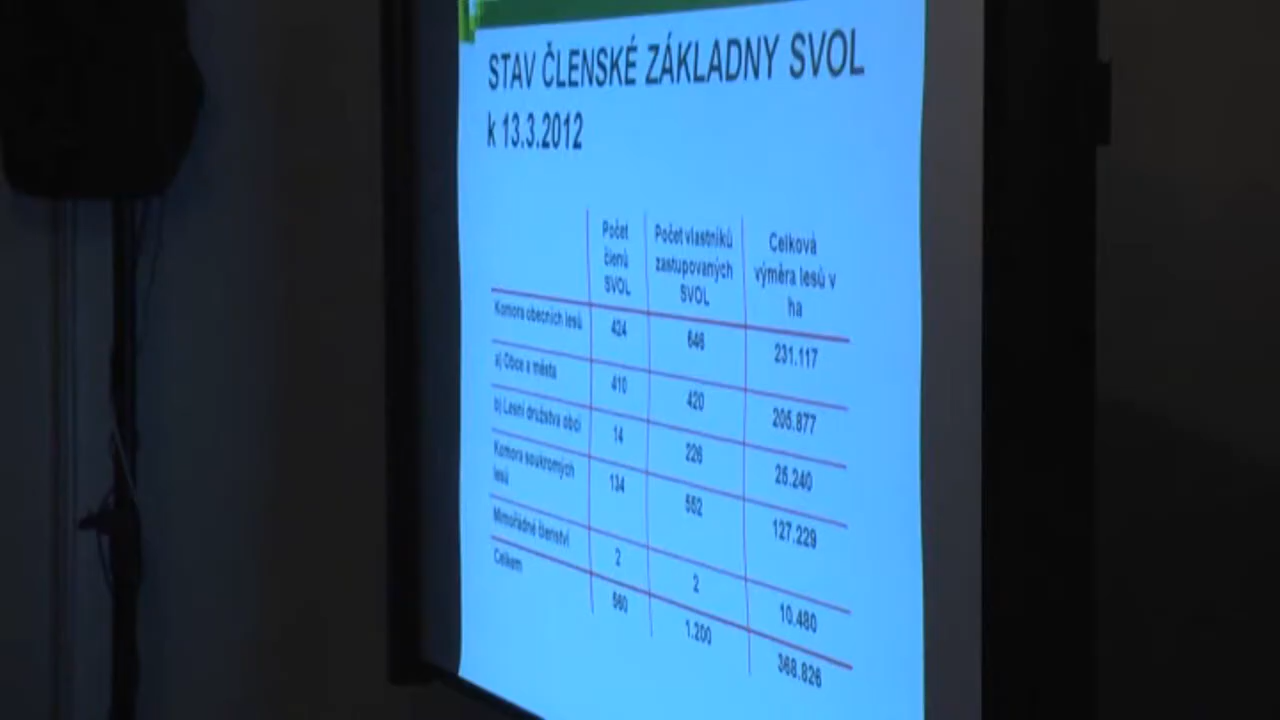 STAV ČLENSKÉ ZÁKLADNY SVOL
k 13.3.2012
Počet členů SVOL
Počet vlastníků zastupovaných SVOL
Celková výměra lesů v ha
Komora obecních lesů 424 646 231.117
a) Obce a města 410 420 205.877
b) Lesní družstva obcí 14 226 25.240
Komora soukromých lesů 134 552 127.229
Mimořádné členství 2 2 10.480
Celkem 560 1.200 368.826